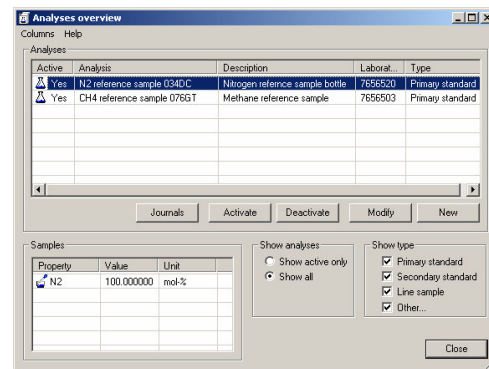 Analyses overview
Columns Help
Analyses
Active Analysis Description Laborat... Type
Yes N2 reference sample 034DC Nitrogen refernce sample bottle 7656520 Primary standard
Yes CH4 reference sample 076GT Methane reference sample 7656503 Primary standard
Journals Activate Deactivate Modify New
Samples
Property Value Unit
N2 100.000000 mol-%
Show analyses
Show active only
Show all
Show type
Primary standard
Secondary standard
Line sample
Other...
Close